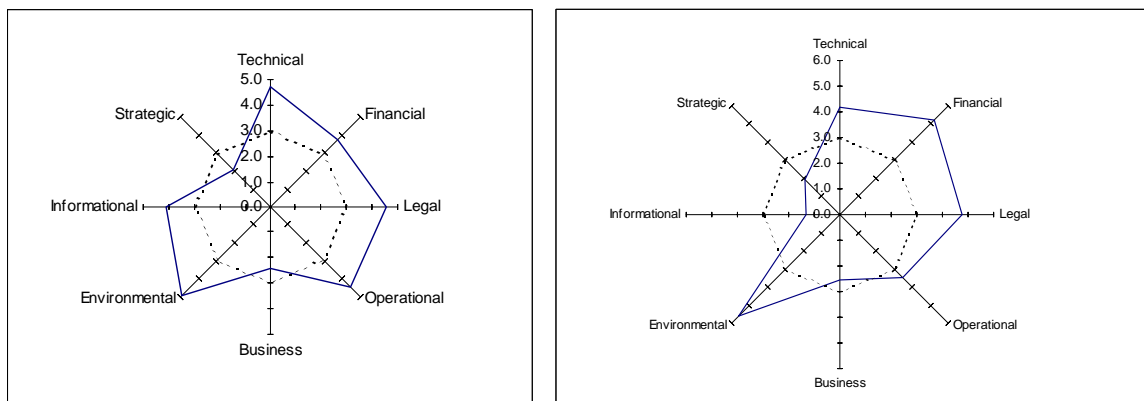 Technical
5.0
Strategic
Financial
4.0
3.0
2.0
1.0
Informational
0.0
Legal
Environmental
Operational
Business
Technical
6.0
Strategic
5.0
Financial
4.0
3.0
2.0
1.0
Informational
0.0
Legal
Environmental
Operational
Business